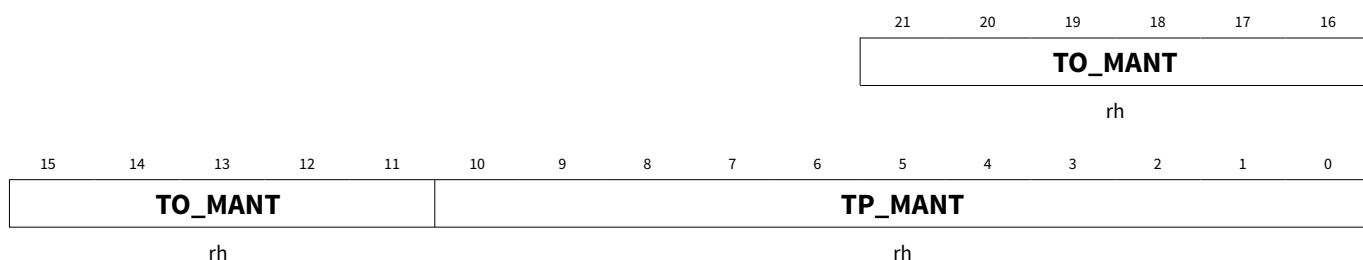 21 20 19 18 17 16
TO_MANT
rh
15 14 13 12 11 10 9 8 7 6 5 4 3 2 1 0
TO_MANT TP_MANT
rh rh